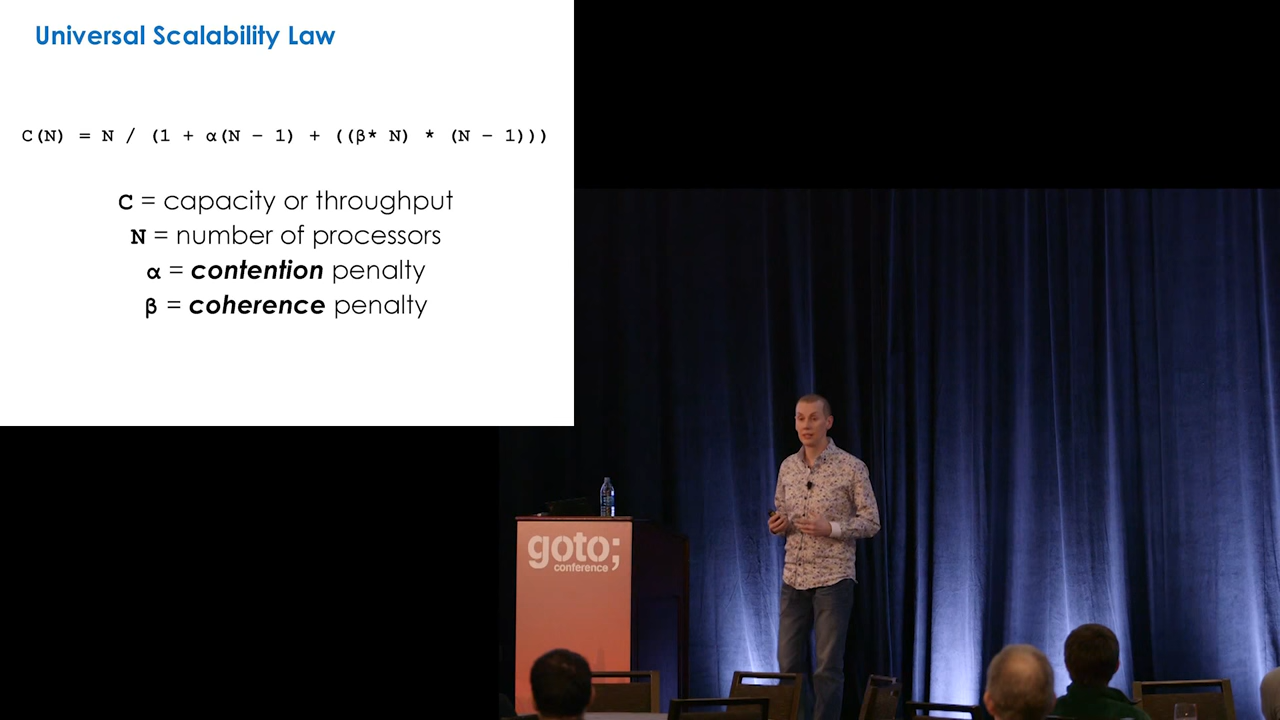 Universal Scalability Law
C(N) = N / (1 + α(N − 1) + ((β* N) * (N − 1)))
C = capacity or throughput
N = number of processors
α = contention penalty
β = coherence penalty
goto;
conference